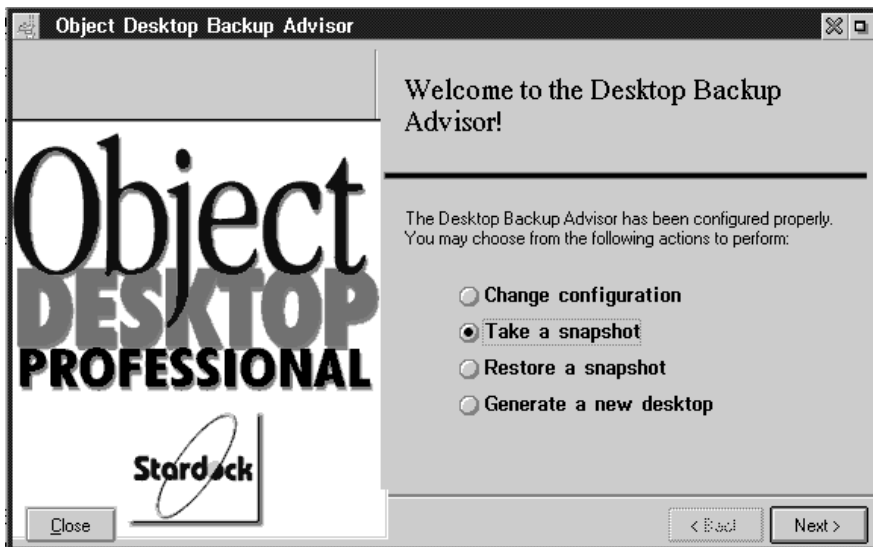 Object Desktop Backup Advisor
Welcome to the Desktop Backup
Advisor!
Object
DESKTOP
PROFESSIONAL
Stardock
The Desktop Backup Advisor has been configured properly.
You may choose from the following actions to perform:
Change configuration
Take a snapshot
Restore a snapshot
Generate a new desktop
Close
< Back
Next >